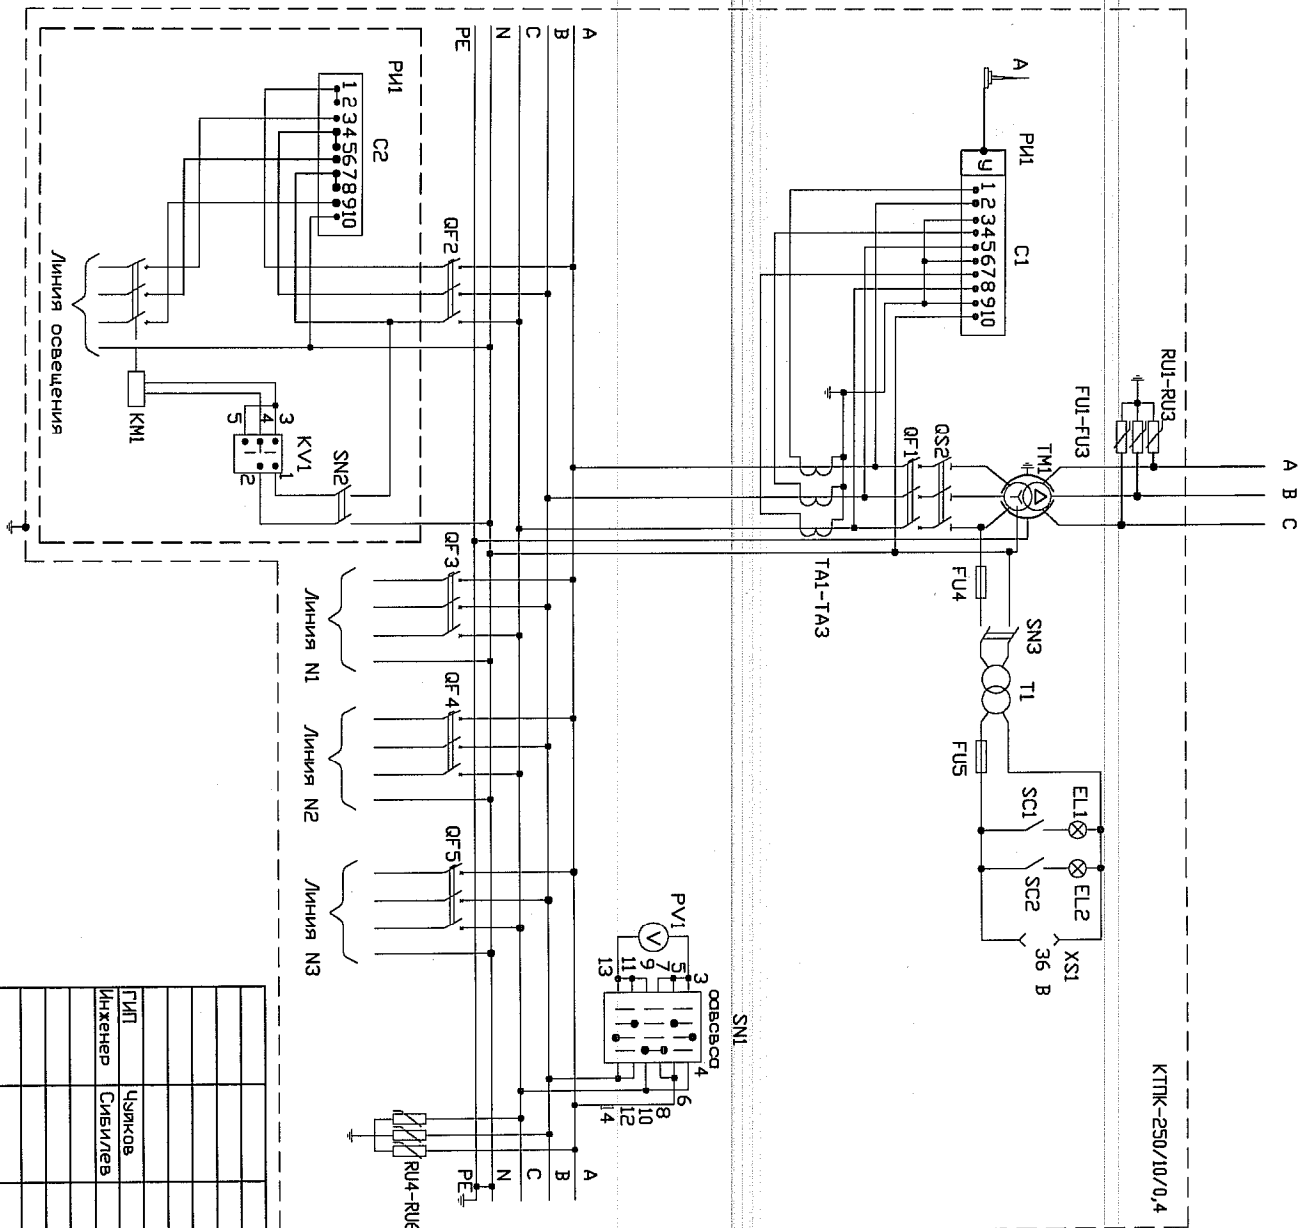 КТПК-250/10/0,4
A
B
C
RU1-RU3
FU1-FU3
TM1
QS2
QF1
TA1-TA3
A
РИ1
У
1
2
3
4
5
6
7
8
9
10
С1
FU4
SN3
T1
FU5
SC1
EL1
SC2
EL2
XS1
36 В
SN1
PV1
V
3
5
7
9
11
13
4
6
8
10
12
14
A
B
C
N
PE
A
B
C
N
PE
RU4-RU6
QF2
QF3
QF4
QF5
РИ1
С2
1
2
3
4
5
6
7
8
9
10
Линия освещения
KM1
KV1
1
2
3
4
5
SN2
Линия N1
Линия N2
Линия N3
ГИП
Чуйков
Инженер
Сибилев